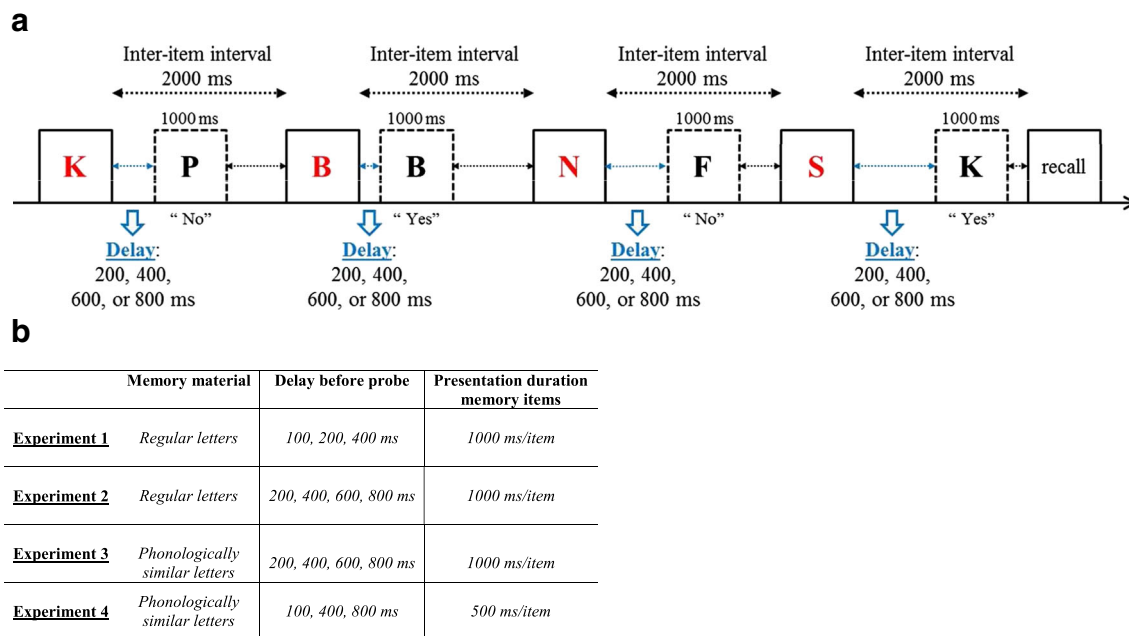 a
Inter-item interval Inter-item interval Inter-item interval Inter-item interval
2000 ms 2000 ms 2000 ms 2000 ms
1000 ms 1000 ms 1000 ms 1000 ms
K P B B N F S K recall
“ No” “ Yes” “ No” “ Yes”
Delay: Delay: Delay: Delay:
200, 400, 200, 400, 200, 400, 200, 400,
600, or 800 ms 600, or 800 ms 600, or 800 ms 600, or 800 ms
b
Memory material Delay before probe Presentation duration
memory items
Experiment 1 Regular letters 100, 200, 400 ms 1000 ms/item
Experiment 2 Regular letters 200, 400, 600, 800 ms 1000 ms/item
Experiment 3 Phonologically
similar letters 200, 400, 600, 800 ms 1000 ms/item
Experiment 4 Phonologically
similar letters 100, 400, 800 ms 500 ms/item